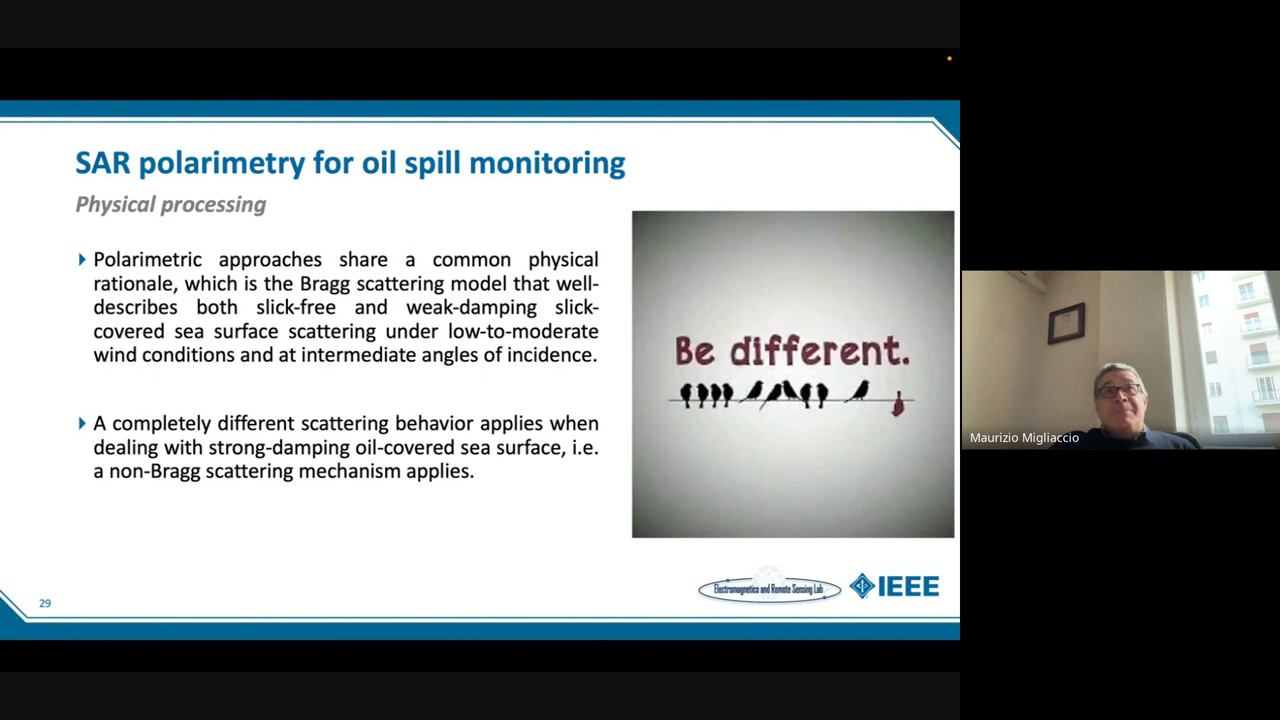 SAR polarimetry for oil spill monitoring
Physical processing
Polarimetric approaches share a common physical
rationale, which is the Bragg scattering model that well-
describes both slick-free and weak-damping slick-
covered sea surface scattering under low-to-moderate
wind conditions and at intermediate angles of incidence.
A completely different scattering behavior applies when
dealing with strong-damping oil-covered sea surface, i.e.
a non-Bragg scattering mechanism applies.
Be different.
Maurizio Migliaccio
Electromagnetics and Remote Sensing Lab
IEEE
29